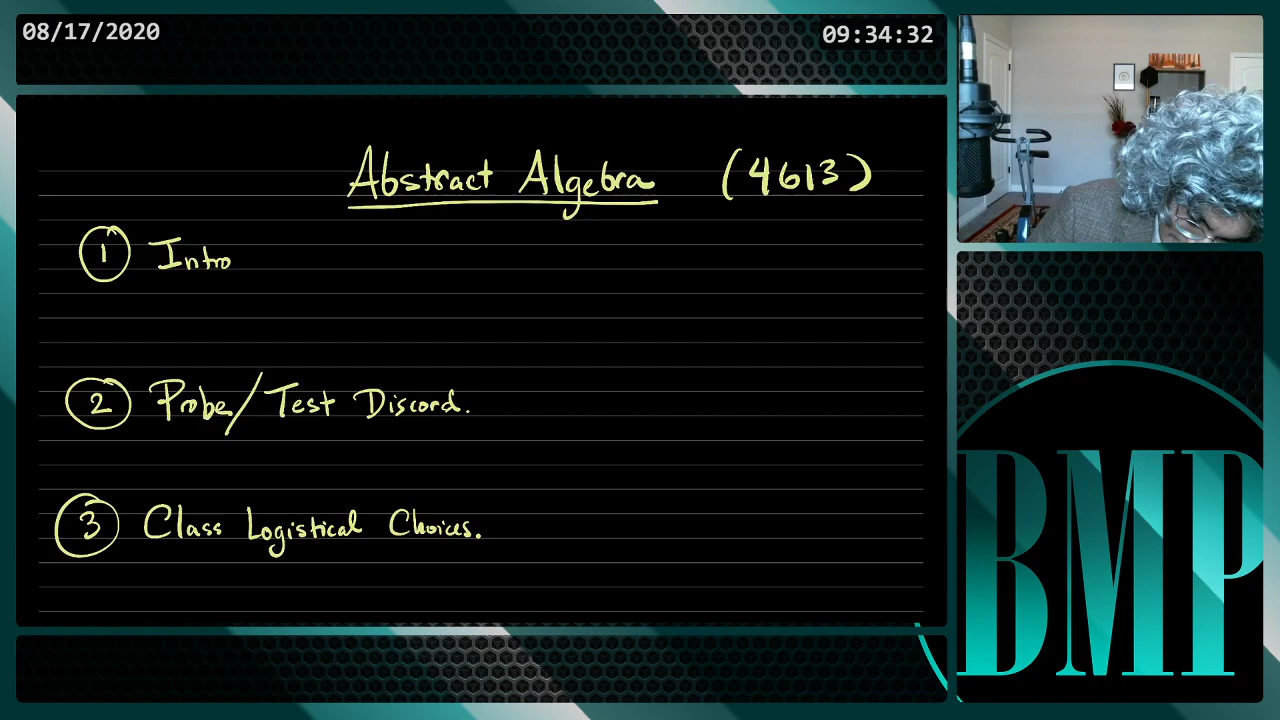 08/17/2020
09:34:32
Abstract Algebra (4613)
1 Intro
2 Probe/Test Discord.
3 Class Logistical Choices.
BMP